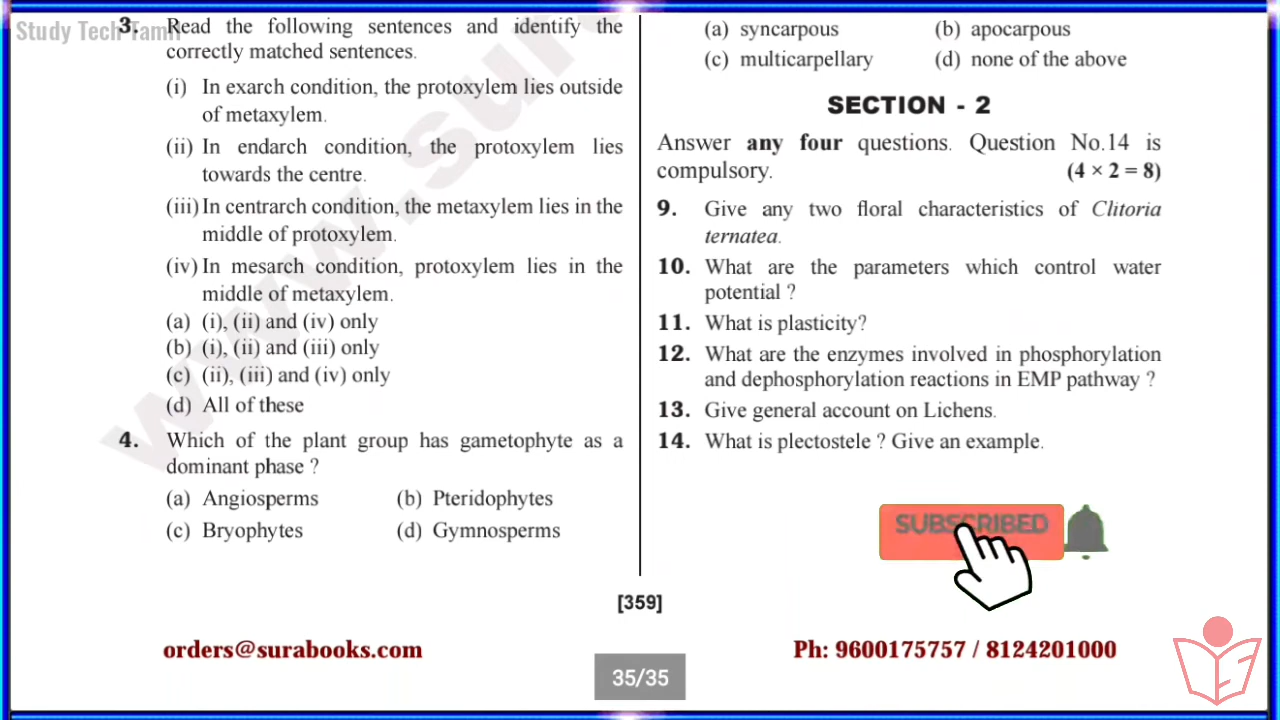 Study Tech Tamil
3. Read the following sentences and identify the
correctly matched sentences.
(i) In exarch condition, the protoxylem lies outside
of metaxylem.
(ii) In endarch condition, the protoxylem lies
towards the centre.
(iii) In centrarch condition, the metaxylem lies in the
middle of protoxylem.
(iv) In mesarch condition, protoxylem lies in the
middle of metaxylem.
(a) (i), (ii) and (iv) only
(b) (i), (ii) and (iii) only
(c) (ii), (iii) and (iv) only
(d) All of these
4. Which of the plant group has gametophyte as a
dominant phase ?
(a) Angiosperms (b) Pteridophytes
(c) Bryophytes (d) Gymnosperms
(a) syncarpous (b) apocarpous
(c) multicarpellary (d) none of the above
SECTION - 2
Answer any four questions. Question No.14 is
compulsory. (4 × 2 = 8)
9. Give any two floral characteristics of Clitoria
ternatea.
10. What are the parameters which control water
potential ?
11. What is plasticity?
12. What are the enzymes involved in phosphorylation
and dephosphorylation reactions in EMP pathway ?
13. Give general account on Lichens.
14. What is plectostele ? Give an example.
SUBSCRIBED
[359]
orders@surabooks.com
Ph: 9600175757 / 8124201000
35/35